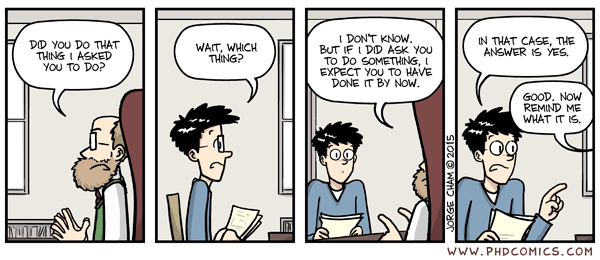 DID YOU DO THAT
THING I ASKED
YOU TO DO?
WAIT, WHICH
THING?
I DON'T KNOW.
BUT IF I DID ASK YOU
TO DO SOMETHING, I
EXPECT YOU TO HAVE
DONE IT BY NOW.
IN THAT CASE, THE
ANSWER IS YES.
GOOD. NOW
REMIND ME
WHAT IT IS.
JORGE CHAM © 2015
WWW.PHDCOMICS.COM